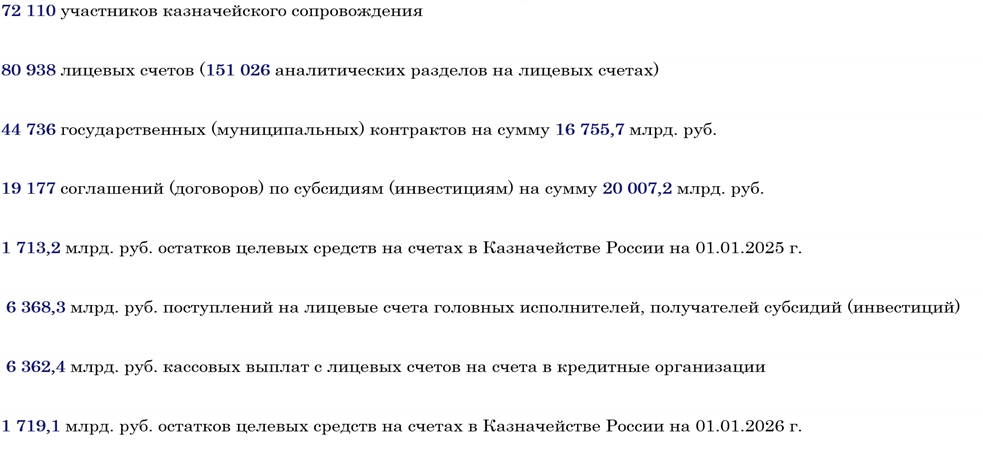 72 110 участников казначейского сопровождения
80 938 лицевых счетов (151 026 аналитических разделов на лицевых счетах)
44 736 государственных (муниципальных) контрактов на сумму 16 755,7 млрд. руб.
19 177 соглашений (договоров) по субсидиям (инвестициям) на сумму 20 007,2 млрд. руб.
1 713,2 млрд. руб. остатков целевых средств на счетах в Казначействе России на 01.01.2025 г.
6 368,3 млрд. руб. поступлений на лицевые счета головных исполнителей, получателей субсидий (инвестиций)
6 362,4 млрд. руб. кассовых выплат с лицевых счетов на счета в кредитные организации
1 719,1 млрд. руб. остатков целевых средств на счетах в Казначействе России на 01.01.2026 г.